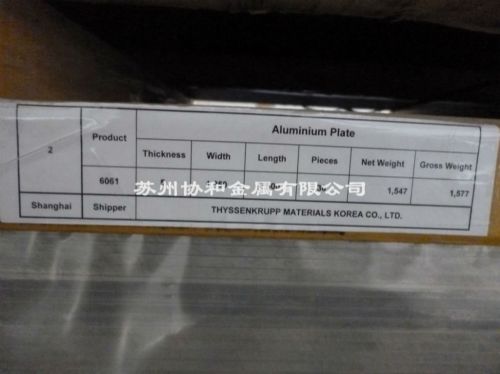 Aluminium Plate
2 Product
Thickness Width Length Pieces Net Weight Gross Weight
6061 1,547 1,577
苏州协和金属有限公司
Shanghai Shipper THYSSENKRUPP MATERIALS KOREA CO., LTD.